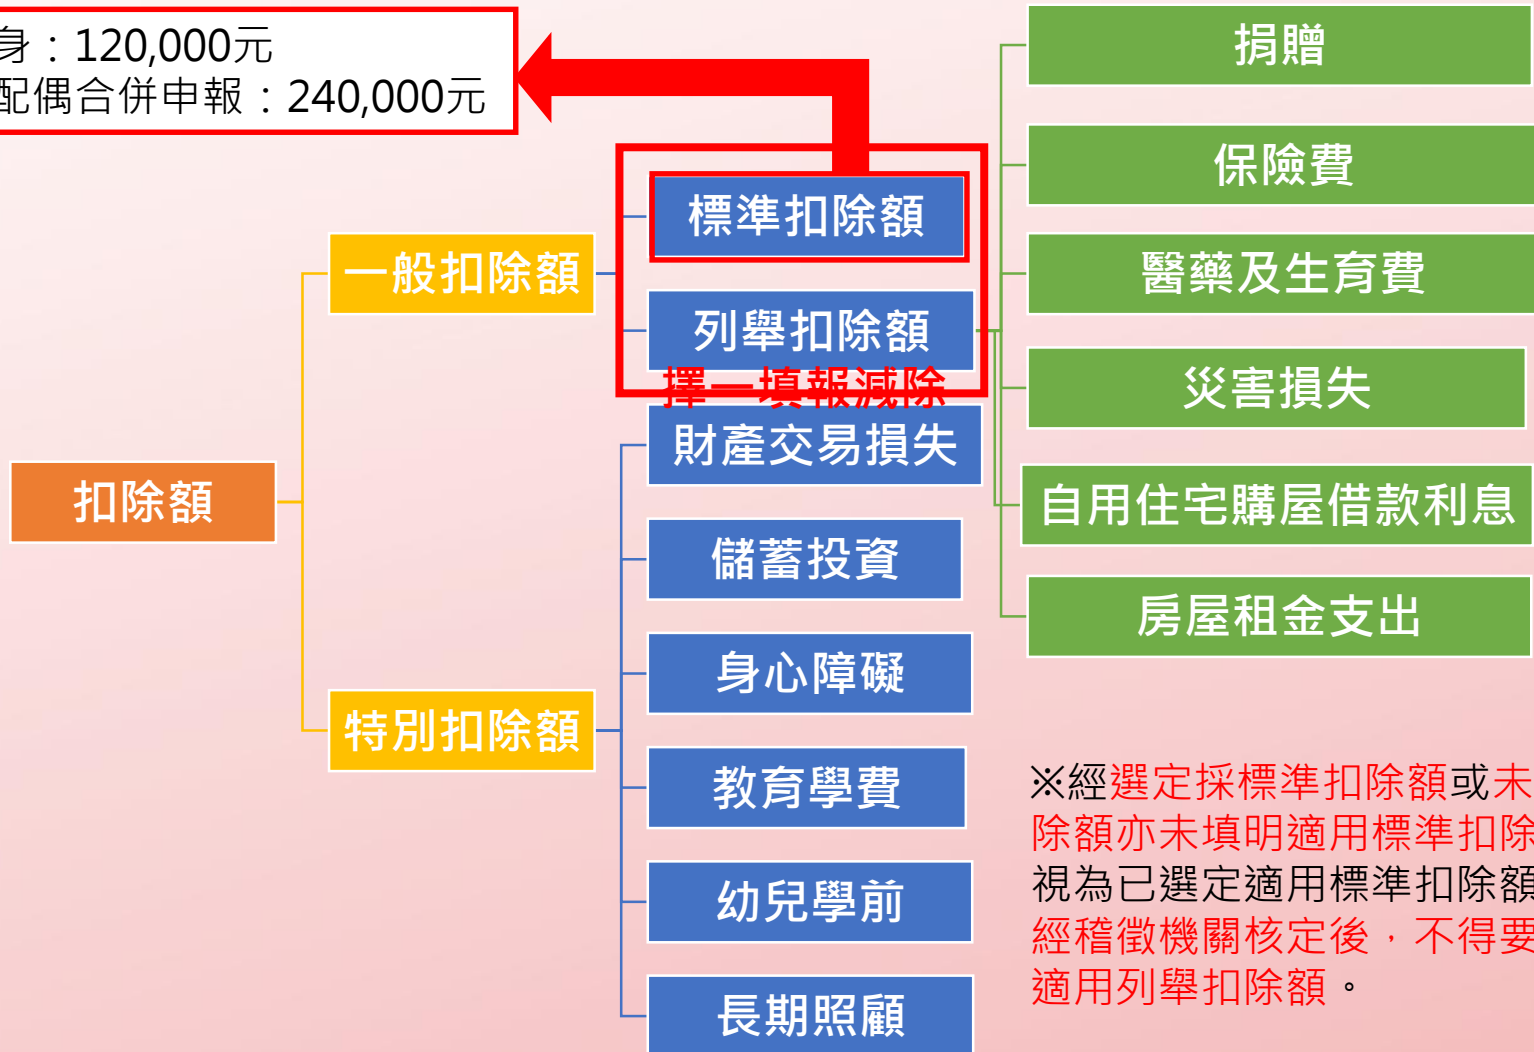 身：120,000元
配偶合併申報：240,000元
扣除額
一般扣除額
標準扣除額
列舉扣除額
擇一填報減除
特別扣除額
財產交易損失
儲蓄投資
身心障礙
教育學費
幼兒學前
長期照顧
捐贈
保險費
醫藥及生育費
災害損失
自用住宅購屋借款利息
房屋租金支出
※經選定採標準扣除額或未
除額亦未填明適用標準扣除
視為已選定適用標準扣除額
經稽徵機關核定後，不得要
適用列舉扣除額。